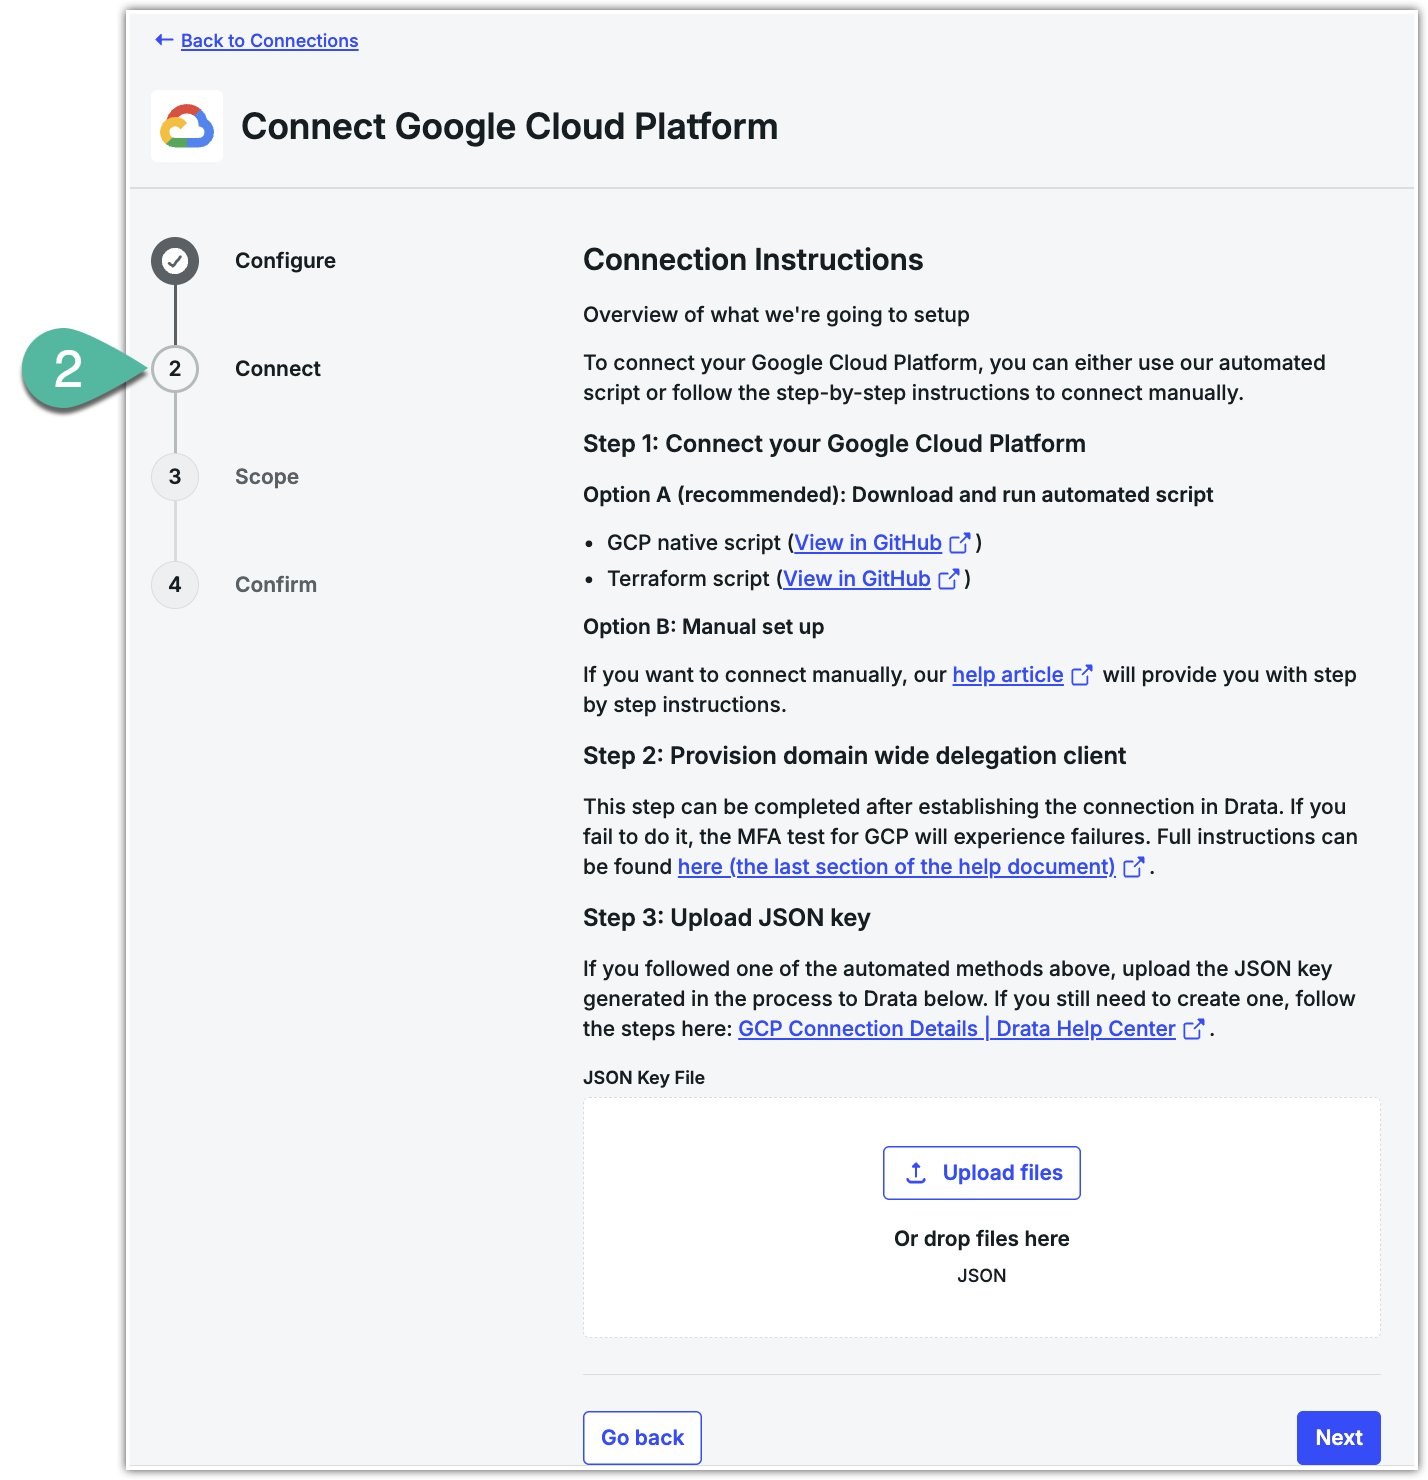 Back to Connections
Connect Google Cloud Platform
Configure
2
2
Connect
3
Scope
4
Confirm
Connection Instructions
Overview of what we're going to setup
To connect your Google Cloud Platform, you can either use our automated
script or follow the step-by-step instructions to connect manually.
Step 1: Connect your Google Cloud Platform
Option A (recommended): Download and run automated script
• GCP native script (View in GitHub )
• Terraform script (View in GitHub )
Option B: Manual set up
If you want to connect manually, our help article will provide you with step
by step instructions.
Step 2: Provision domain wide delegation client
This step can be completed after establishing the connection in Drata. If you
fail to do it, the MFA test for GCP will experience failures. Full instructions can
be found here (the last section of the help document) .
Step 3: Upload JSON key
If you followed one of the automated methods above, upload the JSON key
generated in the process to Drata below. If you still need to create one, follow
the steps here: GCP Connection Details | Drata Help Center .
JSON Key File
Upload files
Or drop files here
JSON
Go back
Next